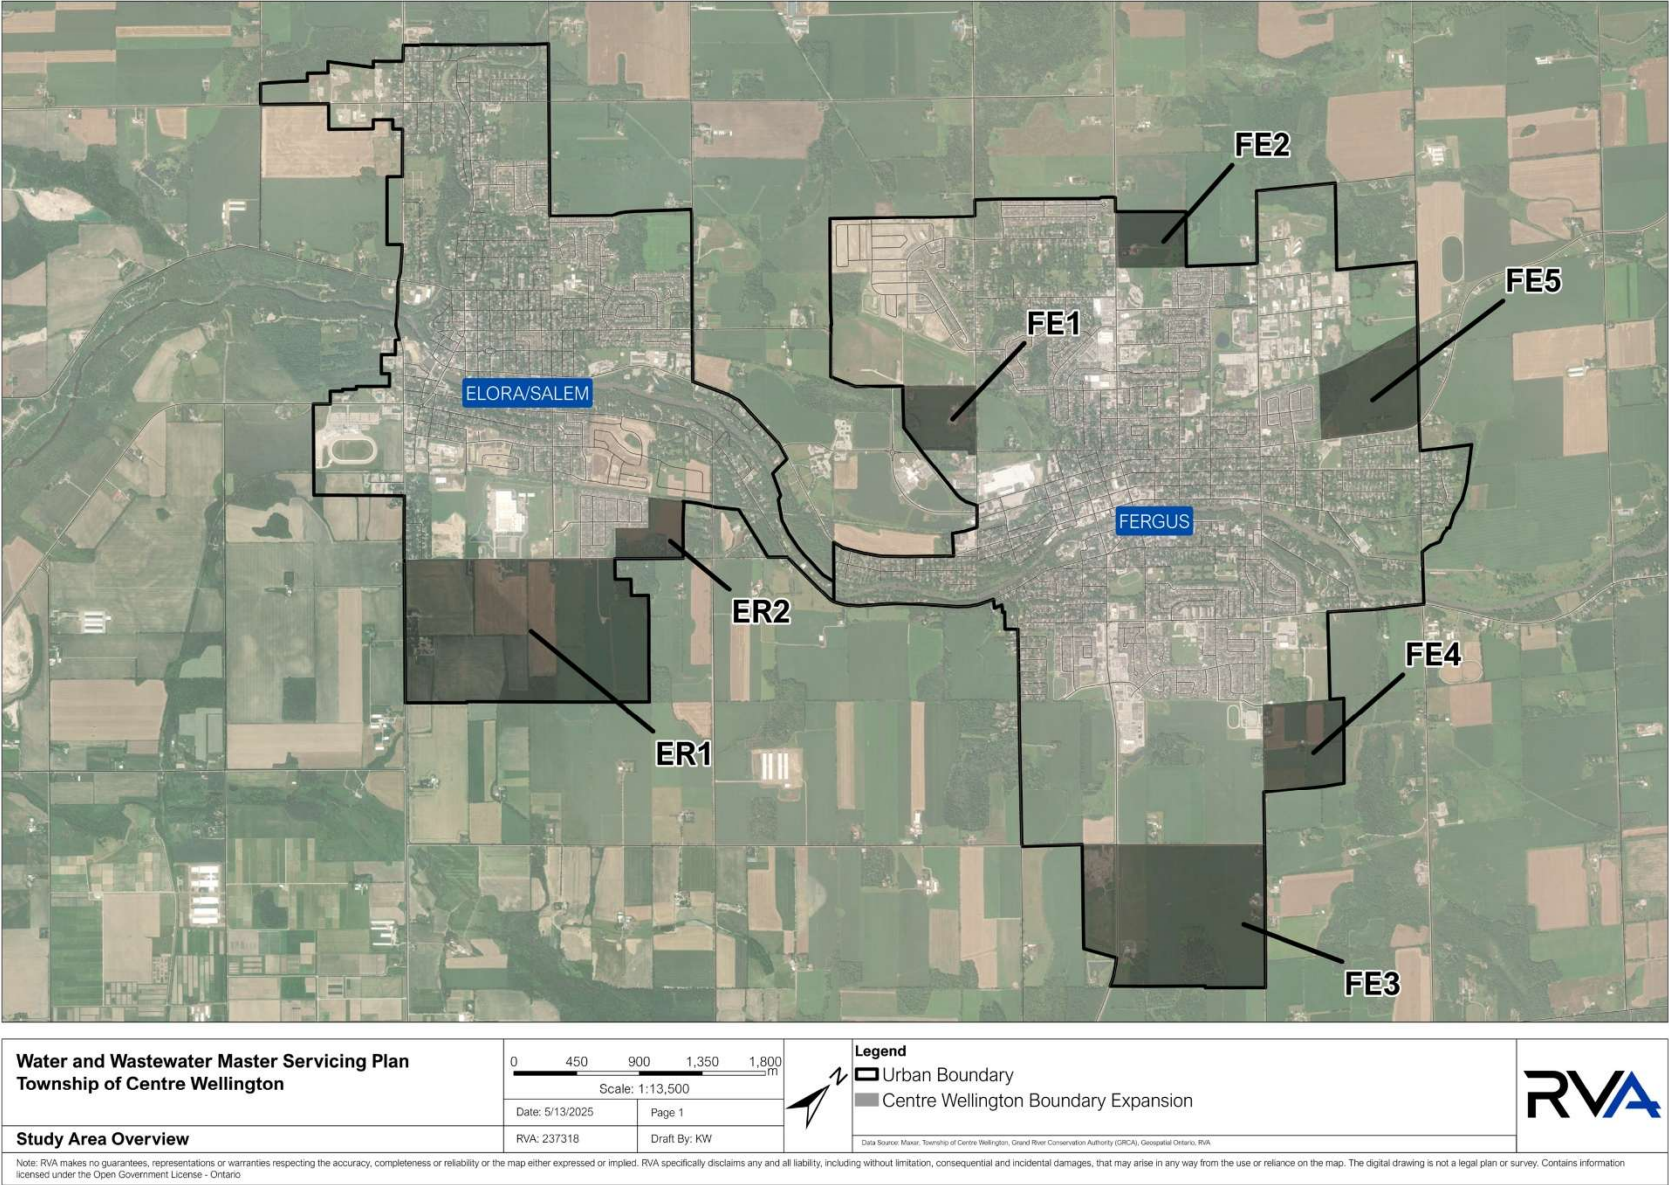 FE2
FE5
FE1
ELORA/SALEM
FERGUS
ER2
FE4
ER1
FE3
Water and Wastewater Master Servicing Plan
Township of Centre Wellington
Study Area Overview
0 450 900 1,350 1,800
m
Scale: 1:13,500
Date: 5/13/2025 Page 1
RVA: 237318 Draft By: KW
N
Legend
Urban Boundary
Centre Wellington Boundary Expansion
Data Source: Maxar, Township of Centre Wellington, Grand River Conservation Authority (GRCA), Geospatial Ontario, RVA
RVA
Note: RVA makes no guarantees, representations or warranties respecting the accuracy, completeness or reliability or the map either expressed or implied. RVA specifically disclaims any and all liability, including without limitation, consequential and incidental damages, that may arise in any way from the use or reliance on the map. The digital drawing is not a legal plan or survey. Contains information
licensed under the Open Government License - Ontario